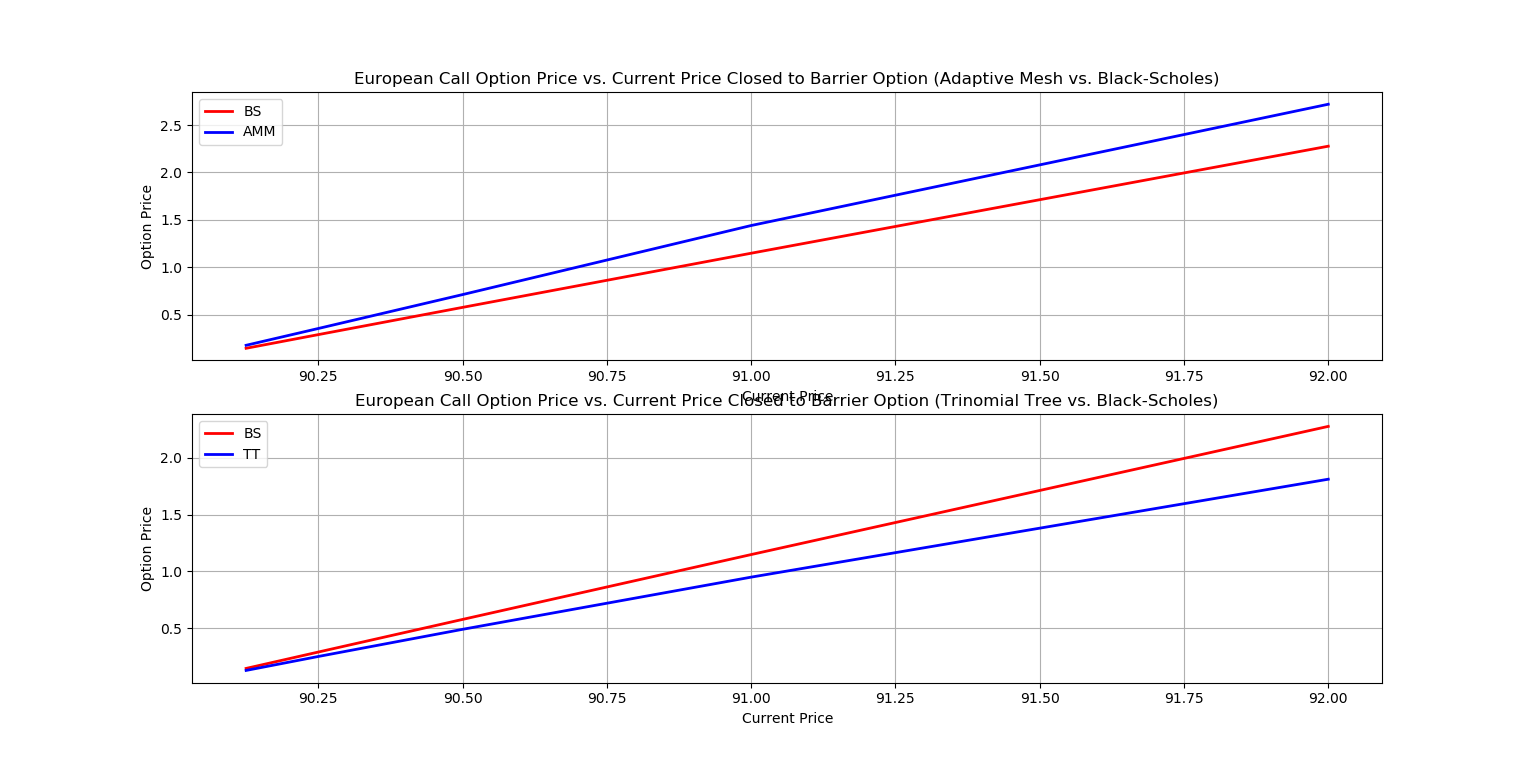 European Call Option Price vs. Current Price Closed to Barrier Option (Adaptive Mesh vs. Black-Scholes)
BS
AMM
Option Price
2.5
2.0
1.5
1.0
0.5
90.25 90.50 90.75 91.00 91.25 91.50 91.75 92.00
Current Price
European Call Option Price vs. Current Price Closed to Barrier Option (Trinomial Tree vs. Black-Scholes)
BS
TT
Option Price
2.0
1.5
1.0
0.5
90.25 90.50 90.75 91.00 91.25 91.50 91.75 92.00
Current Price